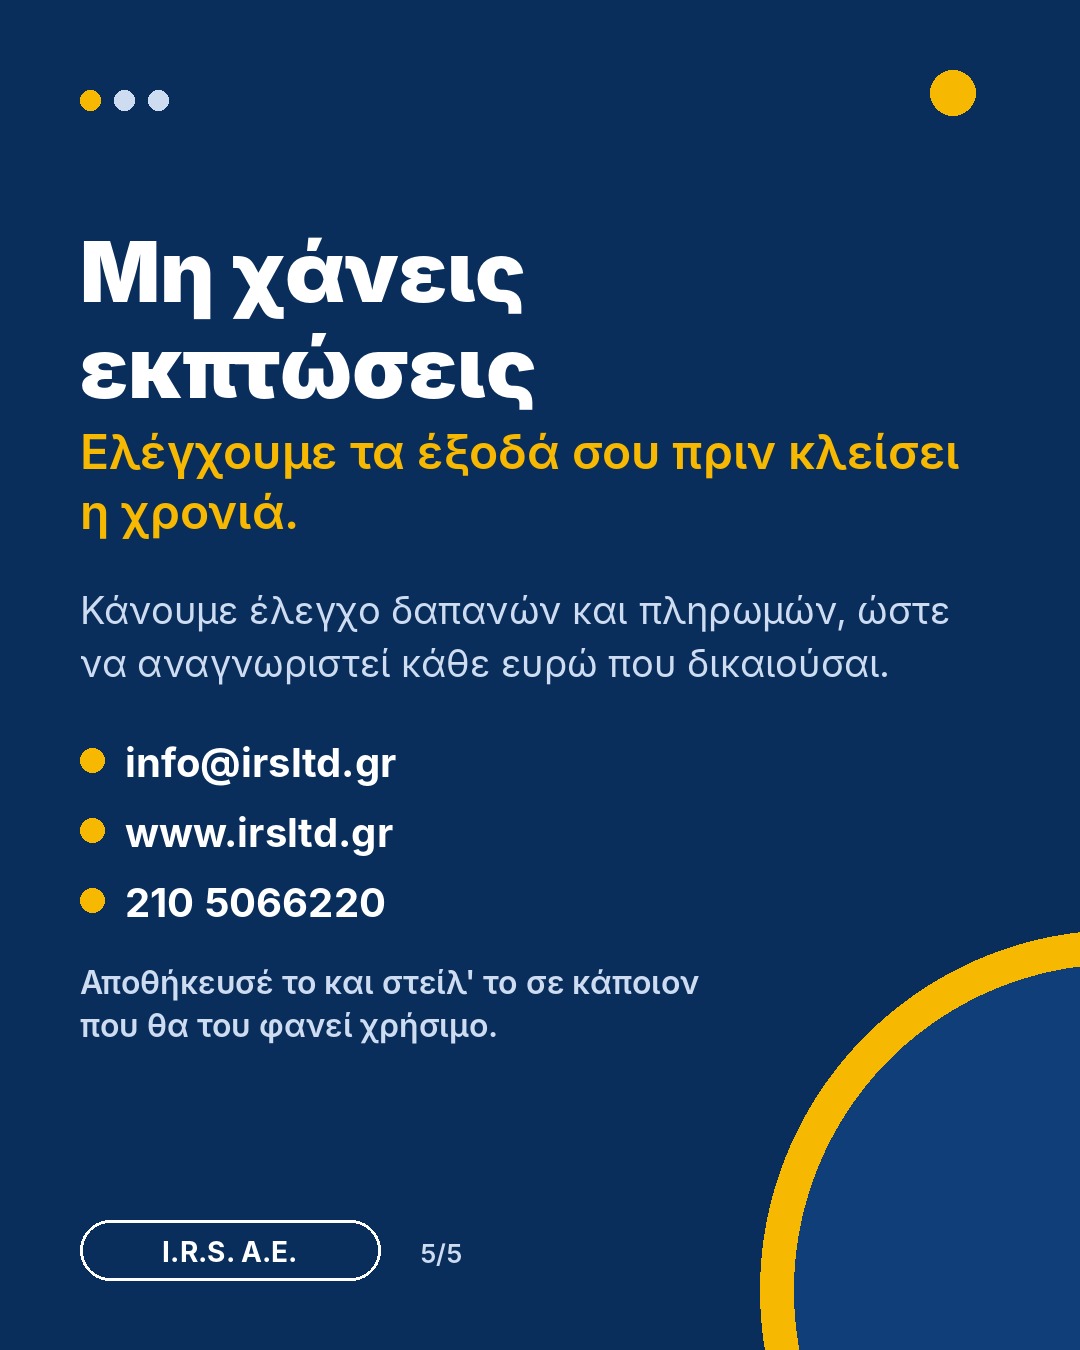 Μη χάνεις
εκπτώσεις
Ελέγχουμε τα έξοδά σου πριν κλείσει
η χρονιά.
Κάνουμε έλεγχο δαπανών και πληρωμών, ώστε
να αναγνωριστεί κάθε ευρώ που δικαιούσαι.
info@irsltd.gr
www.irsltd.gr
210 5066220
Αποθήκευσέ το και στείλ' το σε κάποιον
που θα του φανεί χρήσιμο.
I.R.S. A.E.
5/5